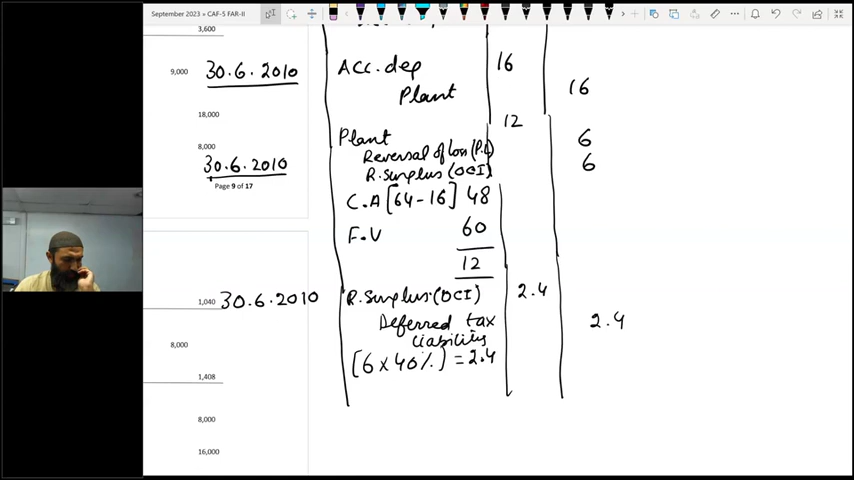 September 2023 » CAF-5 FAR-II
3,600
9,000
30.6.2010
Acc.dep 16
Plant 16
18,000
8,000
30.6.2010
Page 9 of 17
Plant 12
Reversal of Loss (P.L) 6
R.Surplus (OCI) 6
C.A [64-16] 48
F.V 60
12
1,040
30.6.2010 R.Surplus.(OCI) 2.4
Deferred tax
liability 2.4
[6 x 40%] = 2.4
8,000
1,408
8,000
16,000